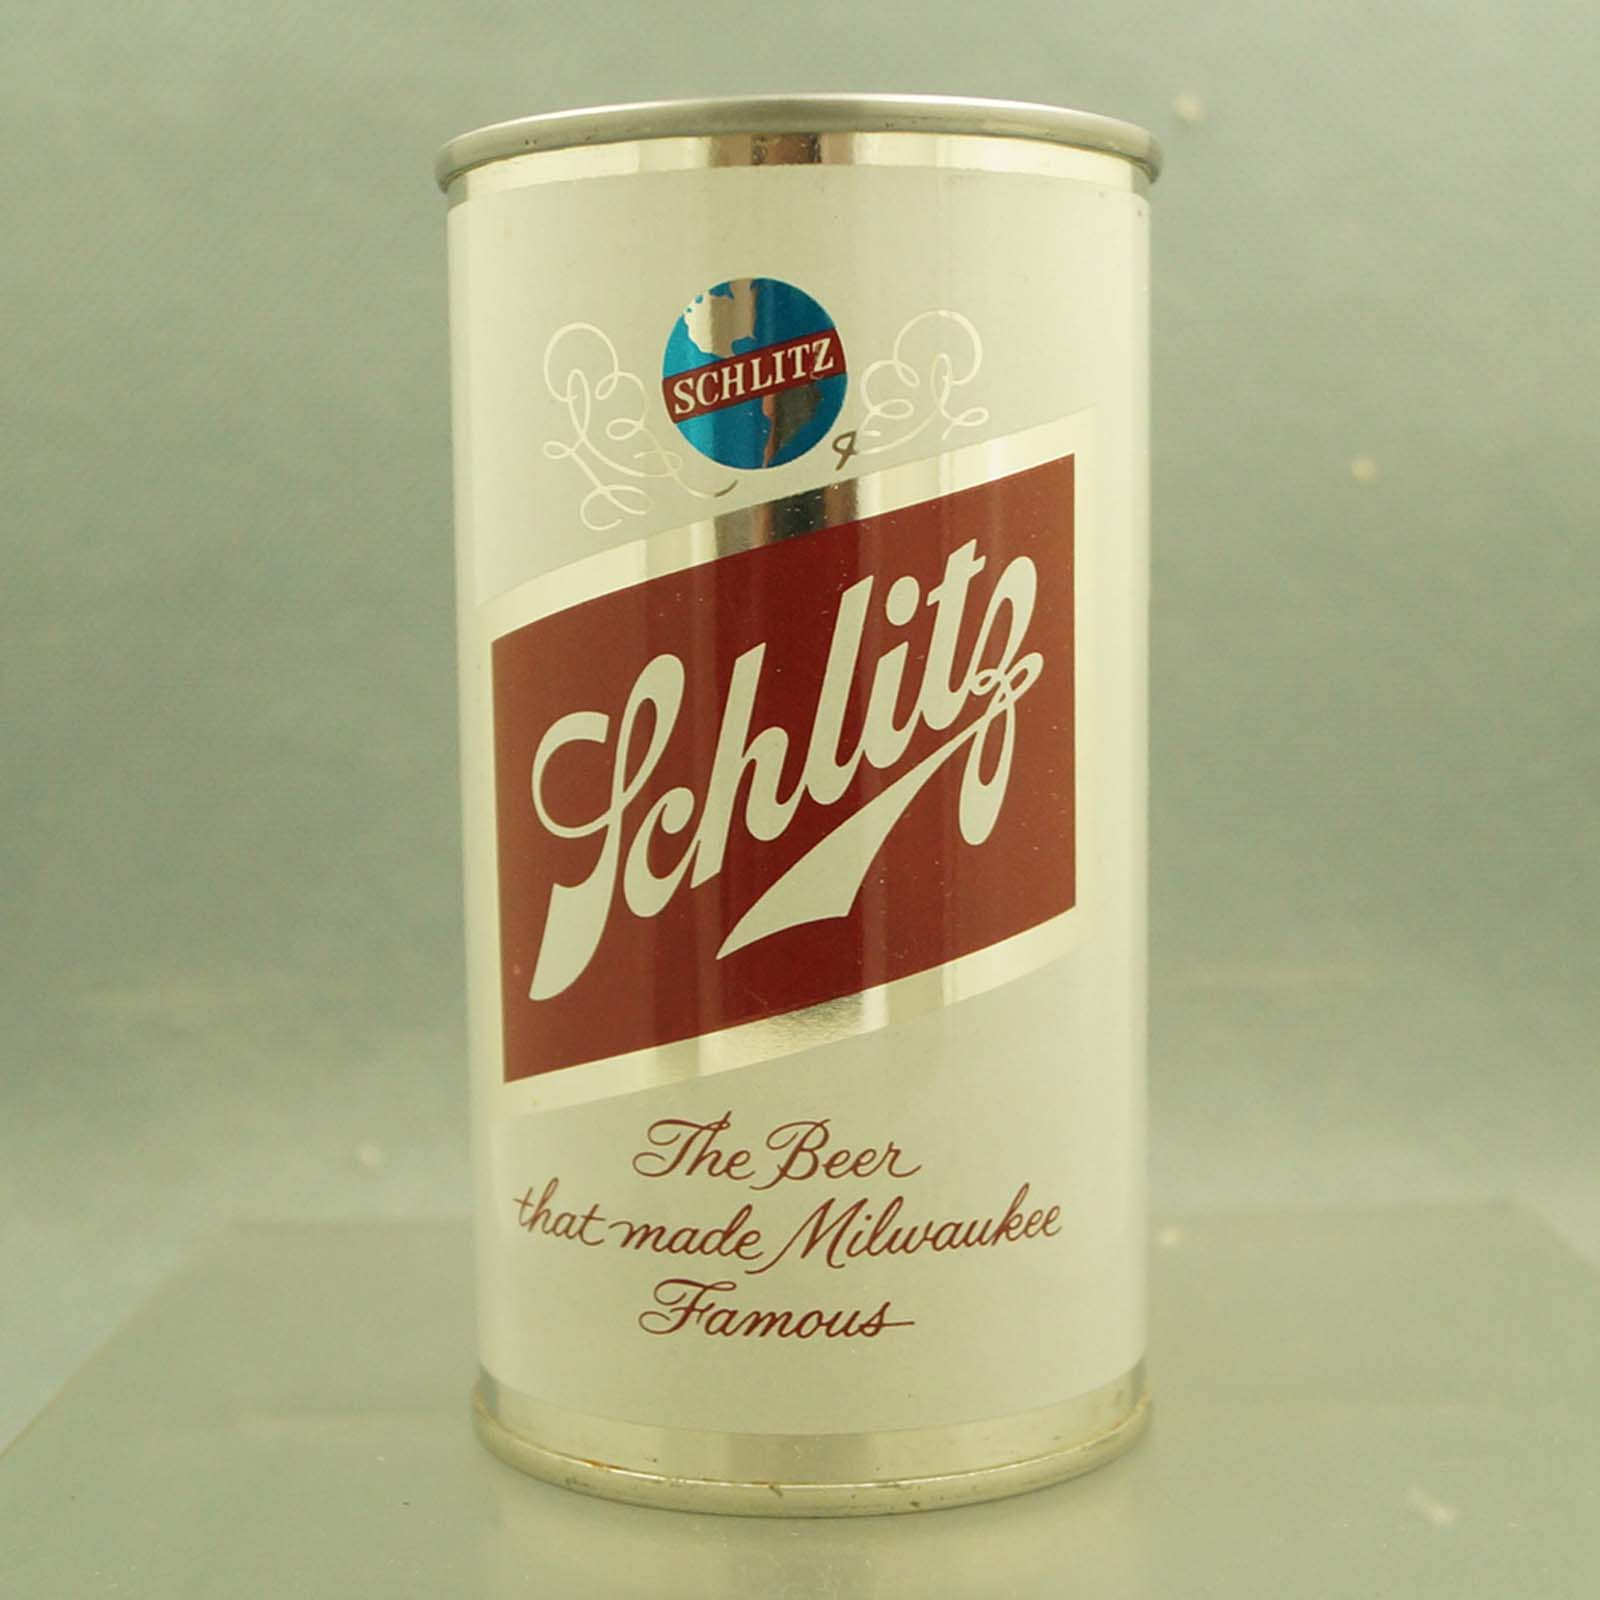 SCHLITZ
Schlitz
The Beer
that made Milwaukee
Famous